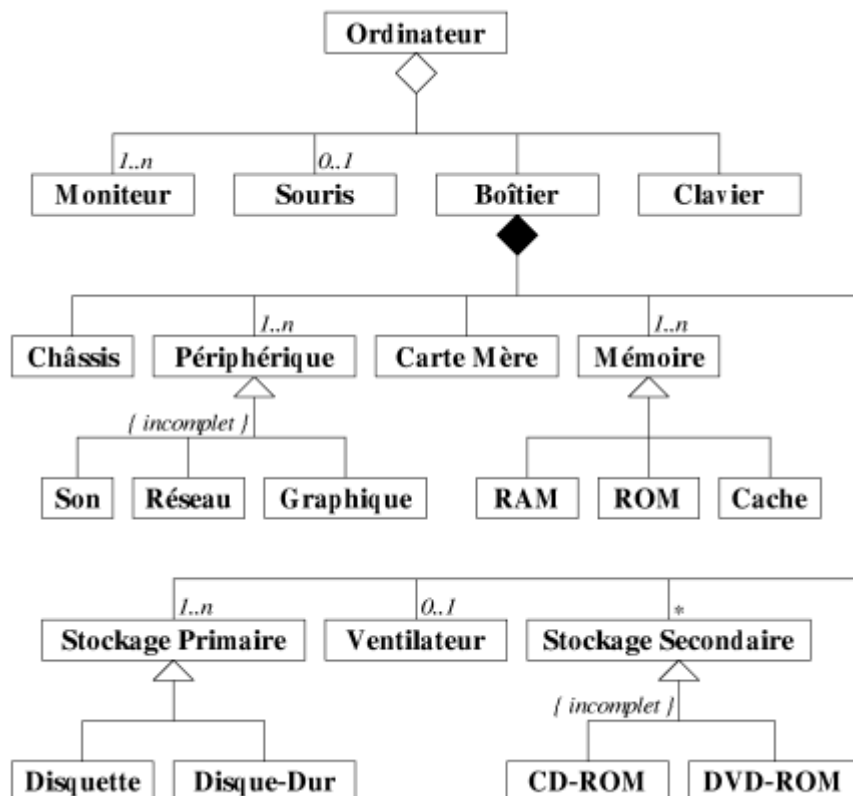 Ordinateur
1..n
0..1
Moniteur
Souris
Boîtier
Clavier
1..n
1..n
Châssis
Périphérique
Carte Mère
Mémoire
{ incomplet }
Son
Réseau
Graphique
RAM
ROM
Cache
1..n
0..1
*
Stockage Primaire
Ventilateur
Stockage Secondaire
{ incomplet }
Disquette
Disque-Dur
CD-ROM
DVD-ROM